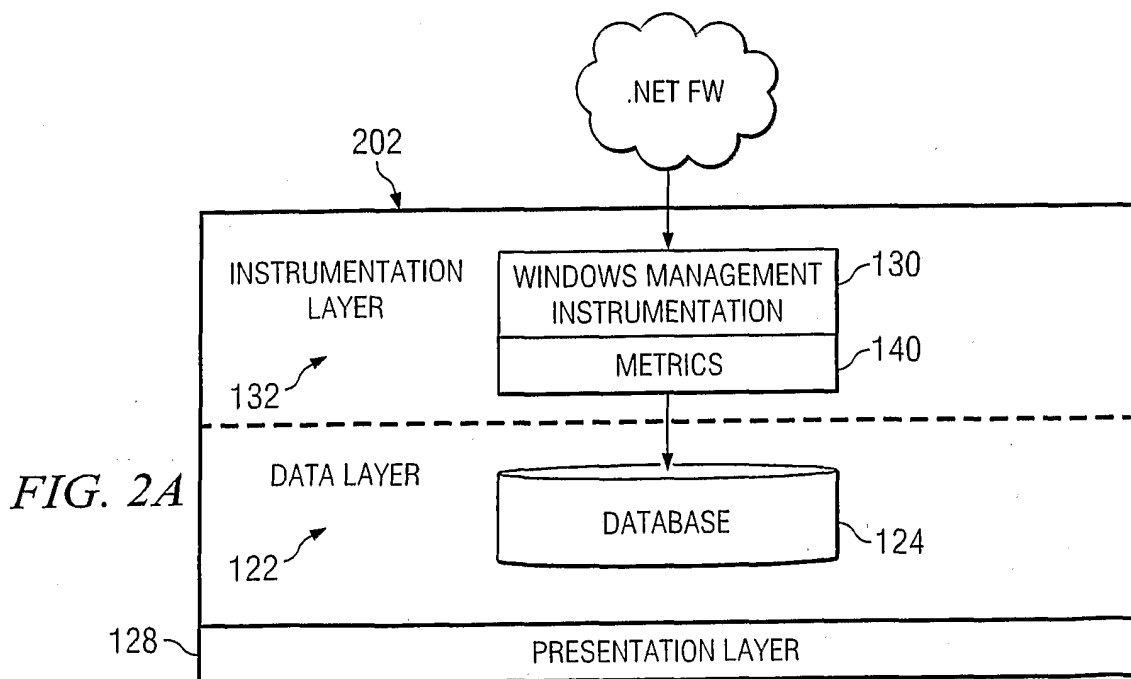 .NET FW
202
INSTRUMENTATION
LAYER
132
WINDOWS MANAGEMENT
INSTRUMENTATION
130
METRICS
140
FIG. 2A
DATA LAYER
122
DATABASE
124
128
PRESENTATION LAYER